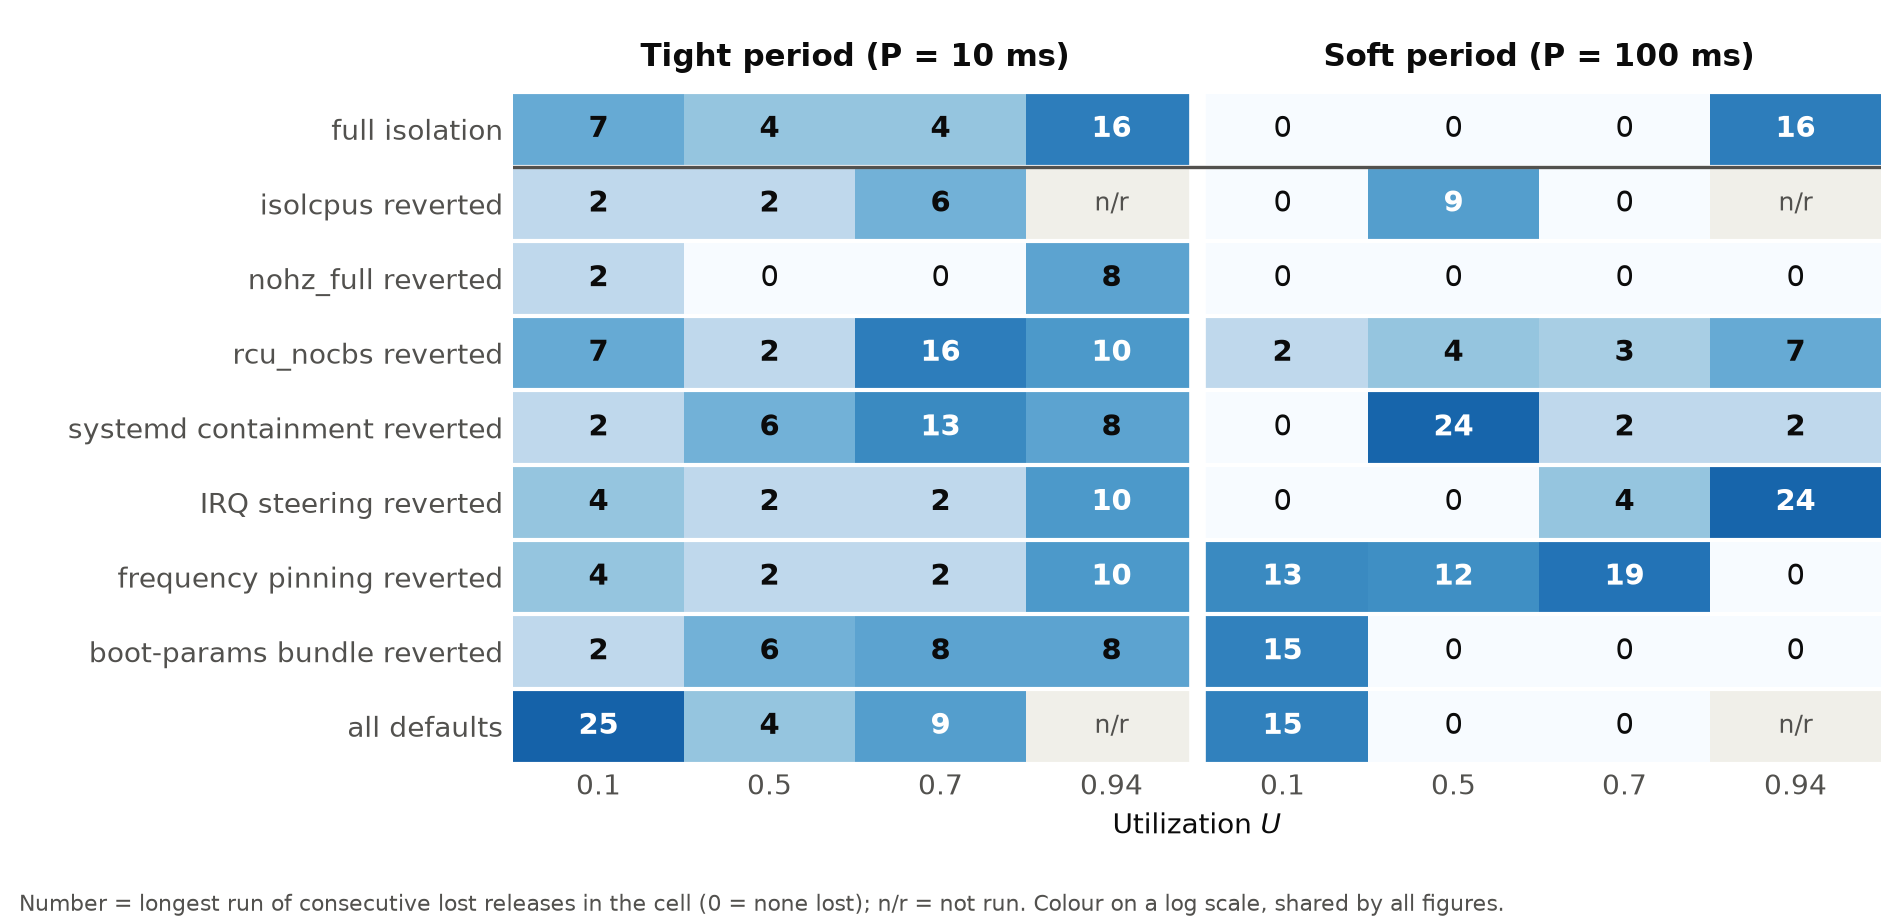 Tight period (P = 10 ms) Soft period (P = 100 ms)
full isolation 7 4 4 16 0 0 0 16
isolcpus reverted 2 2 6 n/r 0 9 0 n/r
nohz_full reverted 2 0 0 8 0 0 0 0
rcu_nocbs reverted 7 2 16 10 2 4 3 7
systemd containment reverted 2 6 13 8 0 24 2 2
IRQ steering reverted 4 2 2 10 0 0 4 24
frequency pinning reverted 4 2 2 10 13 12 19 0
boot-params bundle reverted 2 6 8 8 15 0 0 0
all defaults 25 4 9 n/r 15 0 0 n/r
0.1 0.5 0.7 0.94 0.1 0.5 0.7 0.94
Utilization U
Number = longest run of consecutive lost releases in the cell (0 = none lost); n/r = not run. Colour on a log scale, shared by all figures.